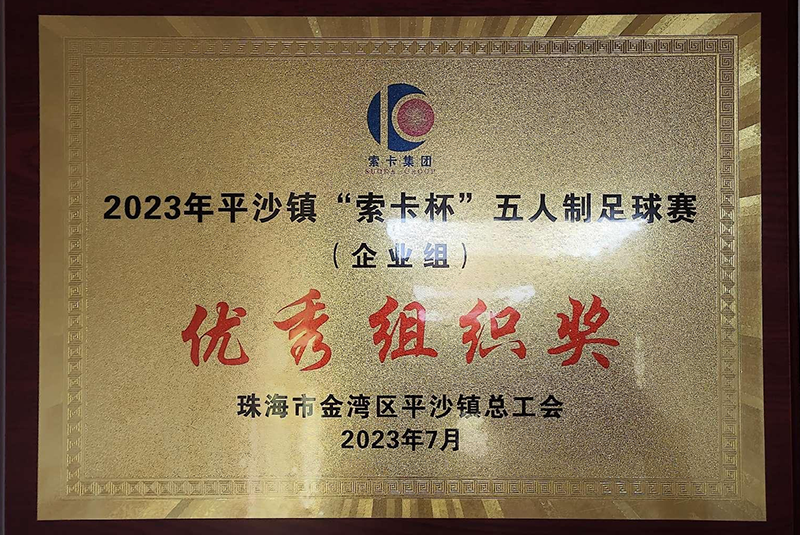 索卡集团
SUOKA GROUP
2023年平沙镇“索卡杯”五人制足球赛
（企业组）
优秀组织奖
珠海市金湾区平沙镇总工会
2023年7月